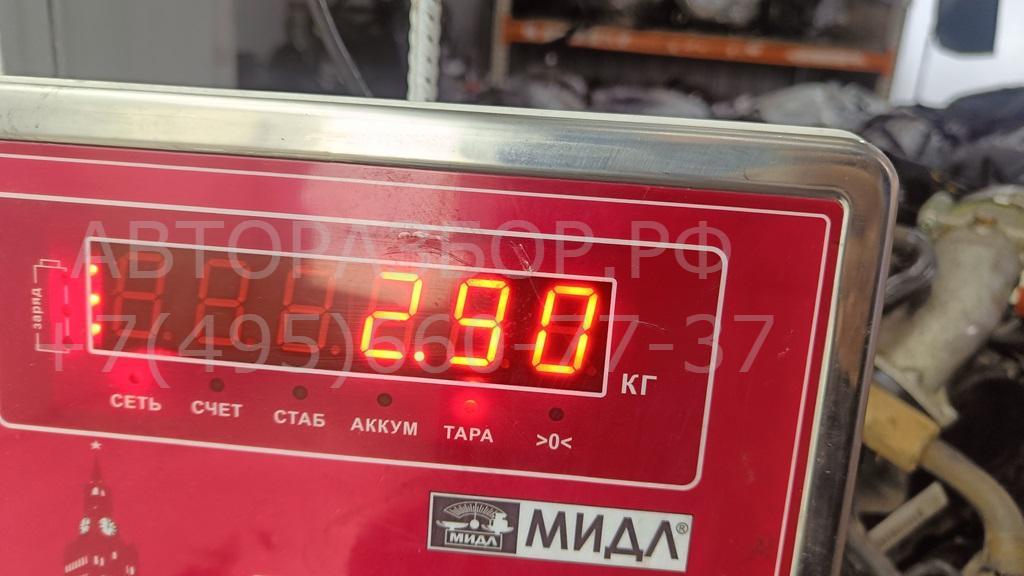 АВТОРАЗБОР.РФ
2.90
+7(495)660-77-37
заряд
КГ
СЕТЬ СЧЕТ СТАБ АККУМ ТАРА >0<
МИДЛ МИДЛ®